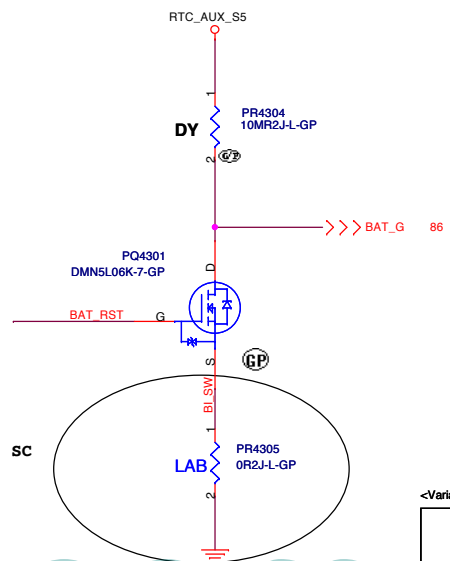 RTC_AUX_S5
1
PR4304
10MR2J-L-GP
DY
2
G/P
BAT_G 86
PQ4301
DMN5L06K-7-GP
D
BAT_RST
G
S
GP
BI_SW
SC
1
PR4305
LAB
0R2J-L-GP
2
<Varia